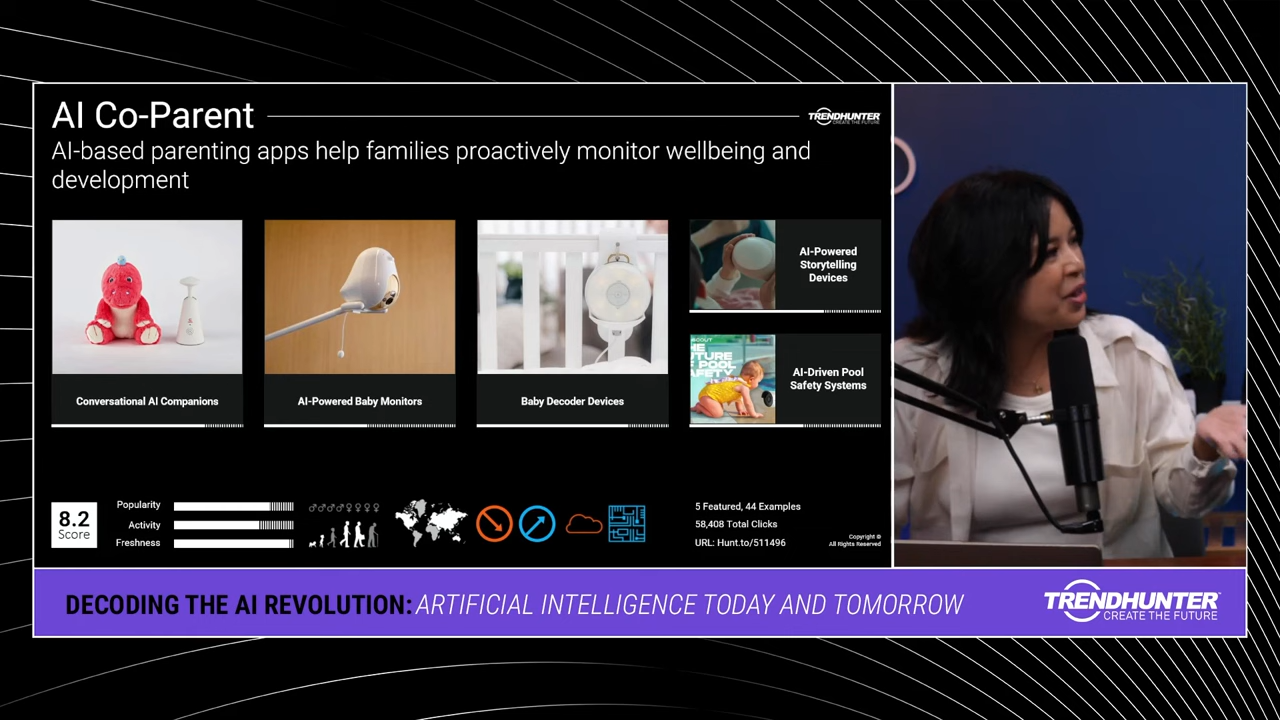 AI Co-Parent
TRENDHUNTER
CREATE THE FUTURE
AI-based parenting apps help families proactively monitor wellbeing and
development
Conversational AI Companions
AI-Powered Baby Monitors
Baby Decoder Devices
AI-Powered
Storytelling
Devices
AI-Driven Pool
Safety Systems
8.2
Score
Popularity
Activity
Freshness
5 Featured, 44 Examples
58,408 Total Clicks
URL: Hunt.to/511496
Copyright ©
All Rights Reserved
DECODING THE AI REVOLUTION: ARTIFICIAL INTELLIGENCE TODAY AND TOMORROW
TRENDHUNTER
CREATE THE FUTURE